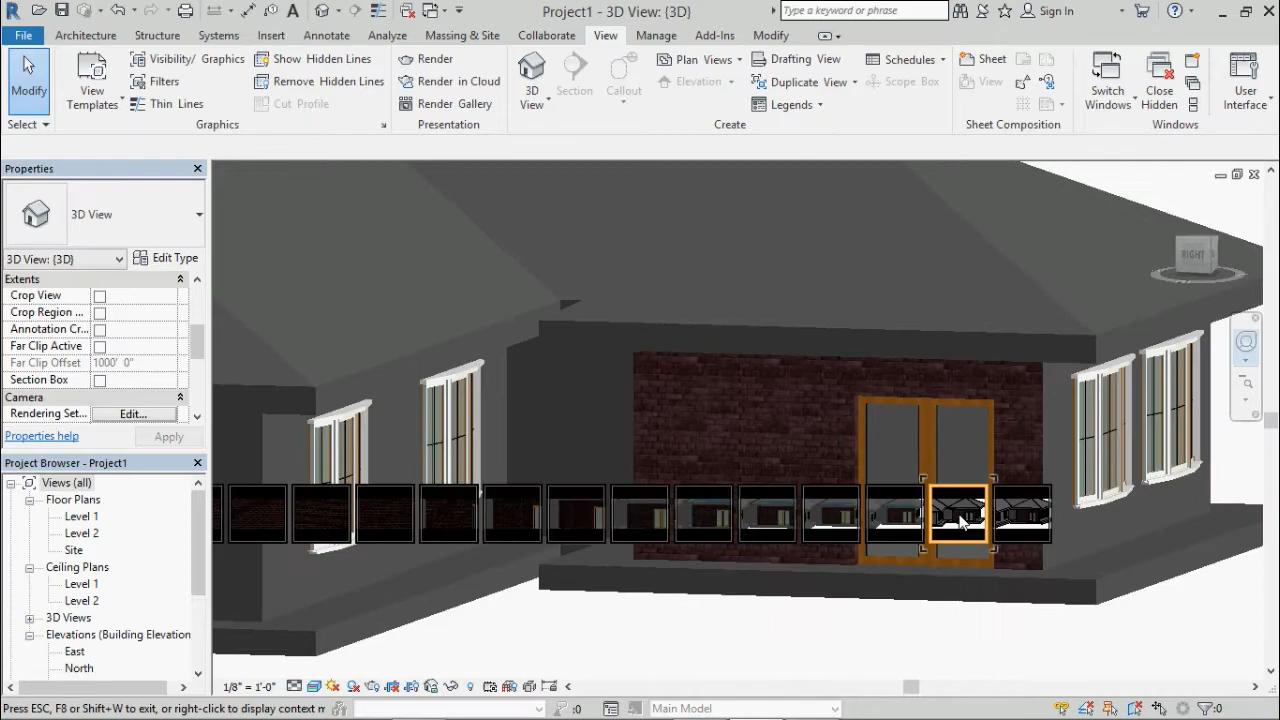 Project1 - 3D View: {3D}
Type a keyword or phrase
Sign In
File Architecture Structure Systems Insert Annotate Analyze Massing & Site Collaborate View Manage Add-Ins Modify
Modify
Select
View
Templates
Visibility/ Graphics
Filters
Thin Lines
Show Hidden Lines
Remove Hidden Lines
Cut Profile
Graphics
Render
Render in Cloud
Render Gallery
Presentation
3D
View
Section
Callout
Plan Views
Elevation
Drafting View
Duplicate View
Legends
Schedules
Scope Box
Create
Sheet
View
Sheet Composition
Switch
Windows
Close
Hidden
User
Interface
Windows
Properties
3D View
3D View: {3D}
Edit Type
Extents
Crop View
Crop Region ...
Annotation Cr...
Far Clip Active
Far Clip Offset 1000' 0"
Section Box
Camera
Rendering Set... Edit...
Properties help
Apply
Project Browser - Project1
Views (all)
Floor Plans
Level 1
Level 2
Site
Ceiling Plans
Level 1
Level 2
3D Views
Elevations (Building Elevation
East
North
RIGHT
1/8" = 1'-0"
Press ESC, F8 or Shift+W to exit, or right-click to display context m
:0
Main Model
:0